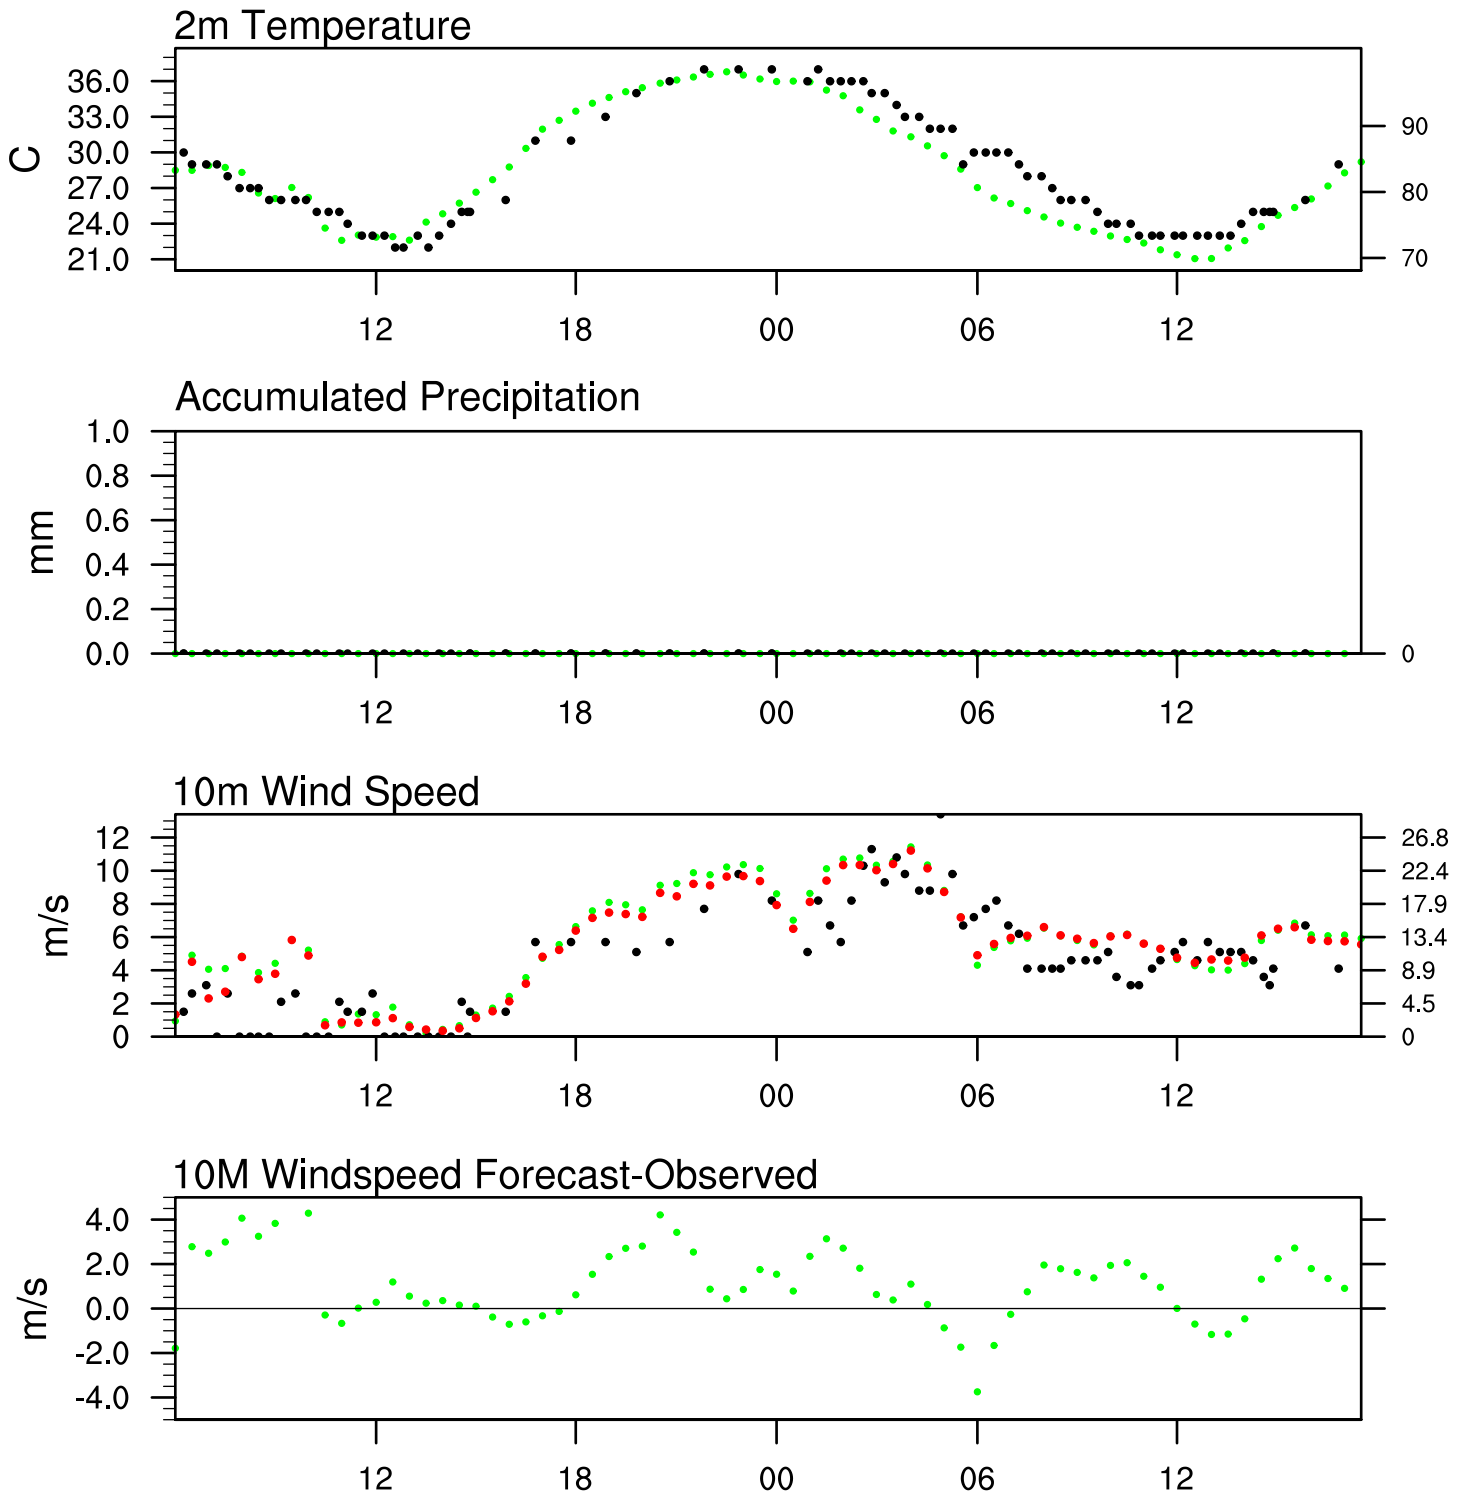 2m Temperature
36.0
33.0
30.0
27.0
24.0
21.0
C
90
80
70
12 18 00 06 12
Accumulated Precipitation
1.0
0.8
0.6
0.4
0.2
0.0
mm
0
12 18 00 06 12
10m Wind Speed
12
10
8
6
4
2
0
m/s
26.8
22.4
17.9
13.4
8.9
4.5
0
12 18 00 06 12
10M Windspeed Forecast-Observed
4.0
2.0
0.0
-2.0
-4.0
m/s
12 18 00 06 12